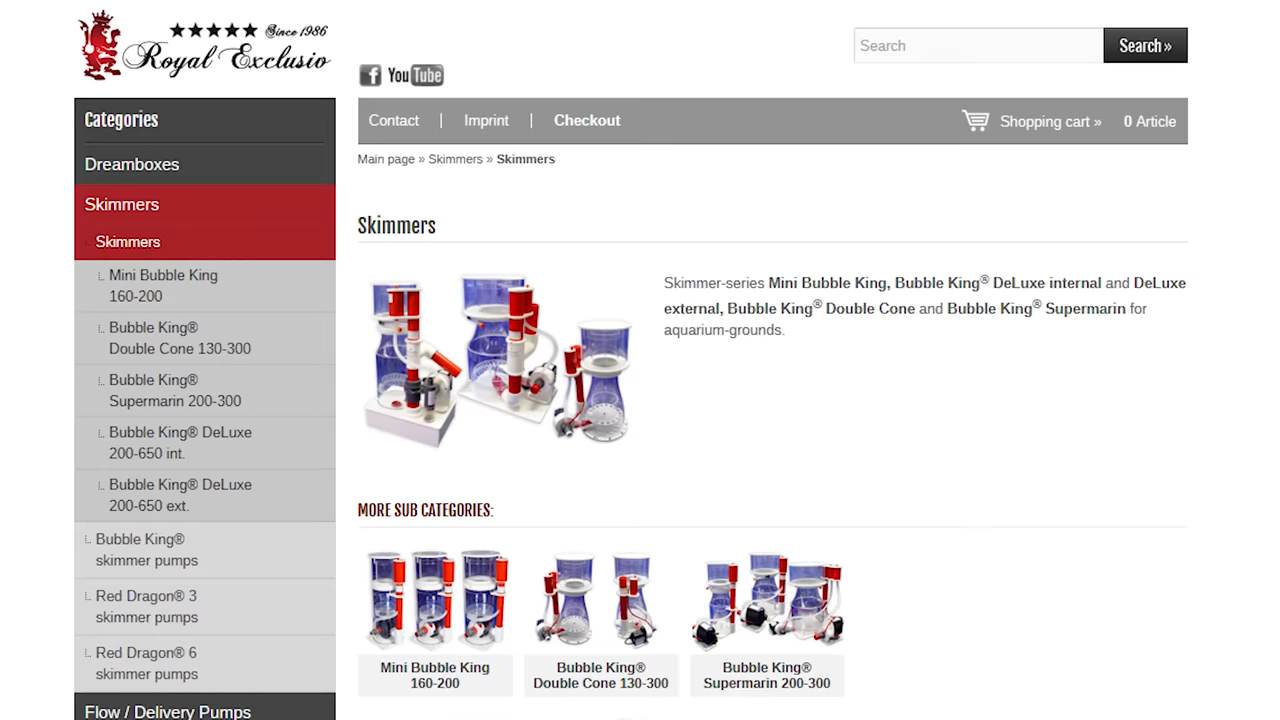 Since 1986
Royal Exclusiv
You Tube
Search
Search »
Categories
Dreamboxes
Skimmers
Skimmers
Mini Bubble King
160-200
Bubble King®
Double Cone 130-300
Bubble King®
Supermarin 200-300
Bubble King® DeLuxe
200-650 int.
Bubble King® DeLuxe
200-650 ext.
Bubble King®
skimmer pumps
Red Dragon® 3
skimmer pumps
Red Dragon® 6
skimmer pumps
Flow / Delivery Pumps
Contact | Imprint | Checkout
Shopping cart » 0 Article
Main page » Skimmers » Skimmers
Skimmers
Skimmer-series Mini Bubble King, Bubble King® DeLuxe internal and DeLuxe
external, Bubble King® Double Cone and Bubble King® Supermarin for
aquarium-grounds.
MORE SUB CATEGORIES:
Mini Bubble King
160-200
Bubble King®
Double Cone 130-300
Bubble King®
Supermarin 200-300